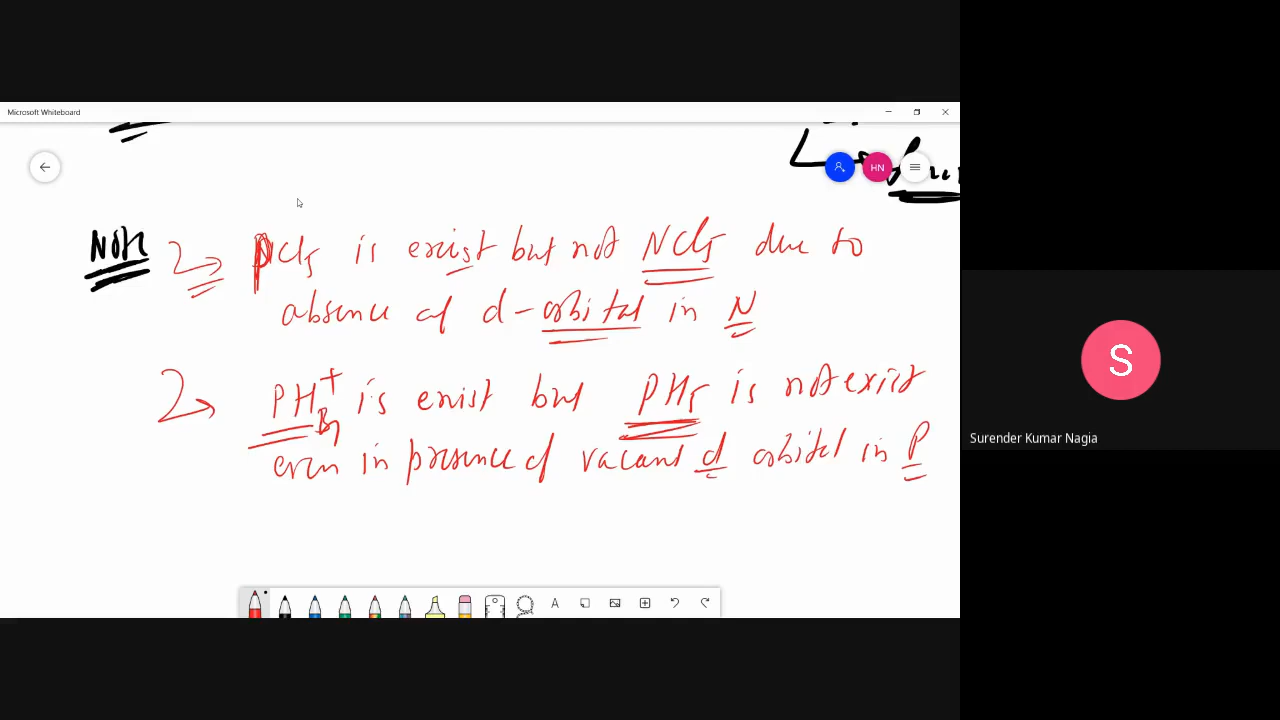 Microsoft Whiteboard
HN
Note 2→ PCl5 is exist but not NCl5 due to
absence of d-orbital in N
2→ PH4+ is exist but PH5 is not exist
even in presence of vacant d orbital in P
S
Surender Kumar Nagia
A